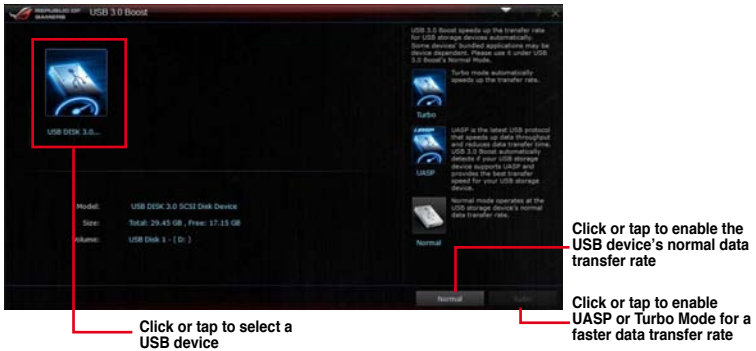 REPUBLIC OF
GAMERS
USB 3.0 Boost
USB DISK 3.0...
Model: USB DISK 3.0 SCSI Disk Device
Size: Total: 29.45 GB , Free: 17.15 GB
Volume: USB Disk 1 - ( D: )
USB 3.0 Boost speeds up the transfer rate
for USB storage devices automatically.
Some devices' bundled applications may be
device dependent. Please use it under USB
3.0 Boost's Normal Mode.
Turbo mode automatically
speeds up the transfer rate.
Turbo
UASP is the latest USB protocol
that speeds up data throughput
and reduces data transfer time.
USB 3.0 Boost automatically
detects if your USB storage
device supports UASP and
provides the best transfer
speed for your USB storage
device.
UASP
Normal mode operates at the
USB storage device's normal
data transfer rate.
Normal
Normal
Turbo
Click or tap to select a
USB device
Click or tap to enable the
USB device's normal data
transfer rate
Click or tap to enable
UASP or Turbo Mode for a
faster data transfer rate